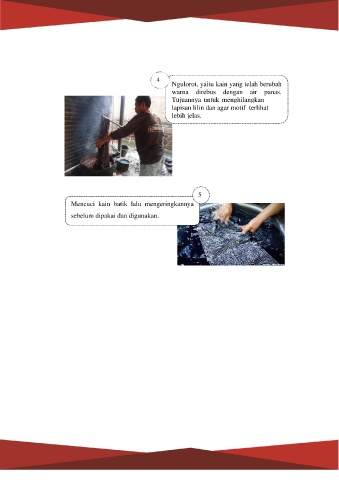 4
Nglorot, yaitu kain yang telah berubah
warna direbus dengan air panas.
Tujuannya untuk menghilangkan
lapisan lilin dan agar motif terlihat
lebih jelas.
5
Mencuci kain batik lalu mengeringkannya
sebelum dipakai dan digunakan.